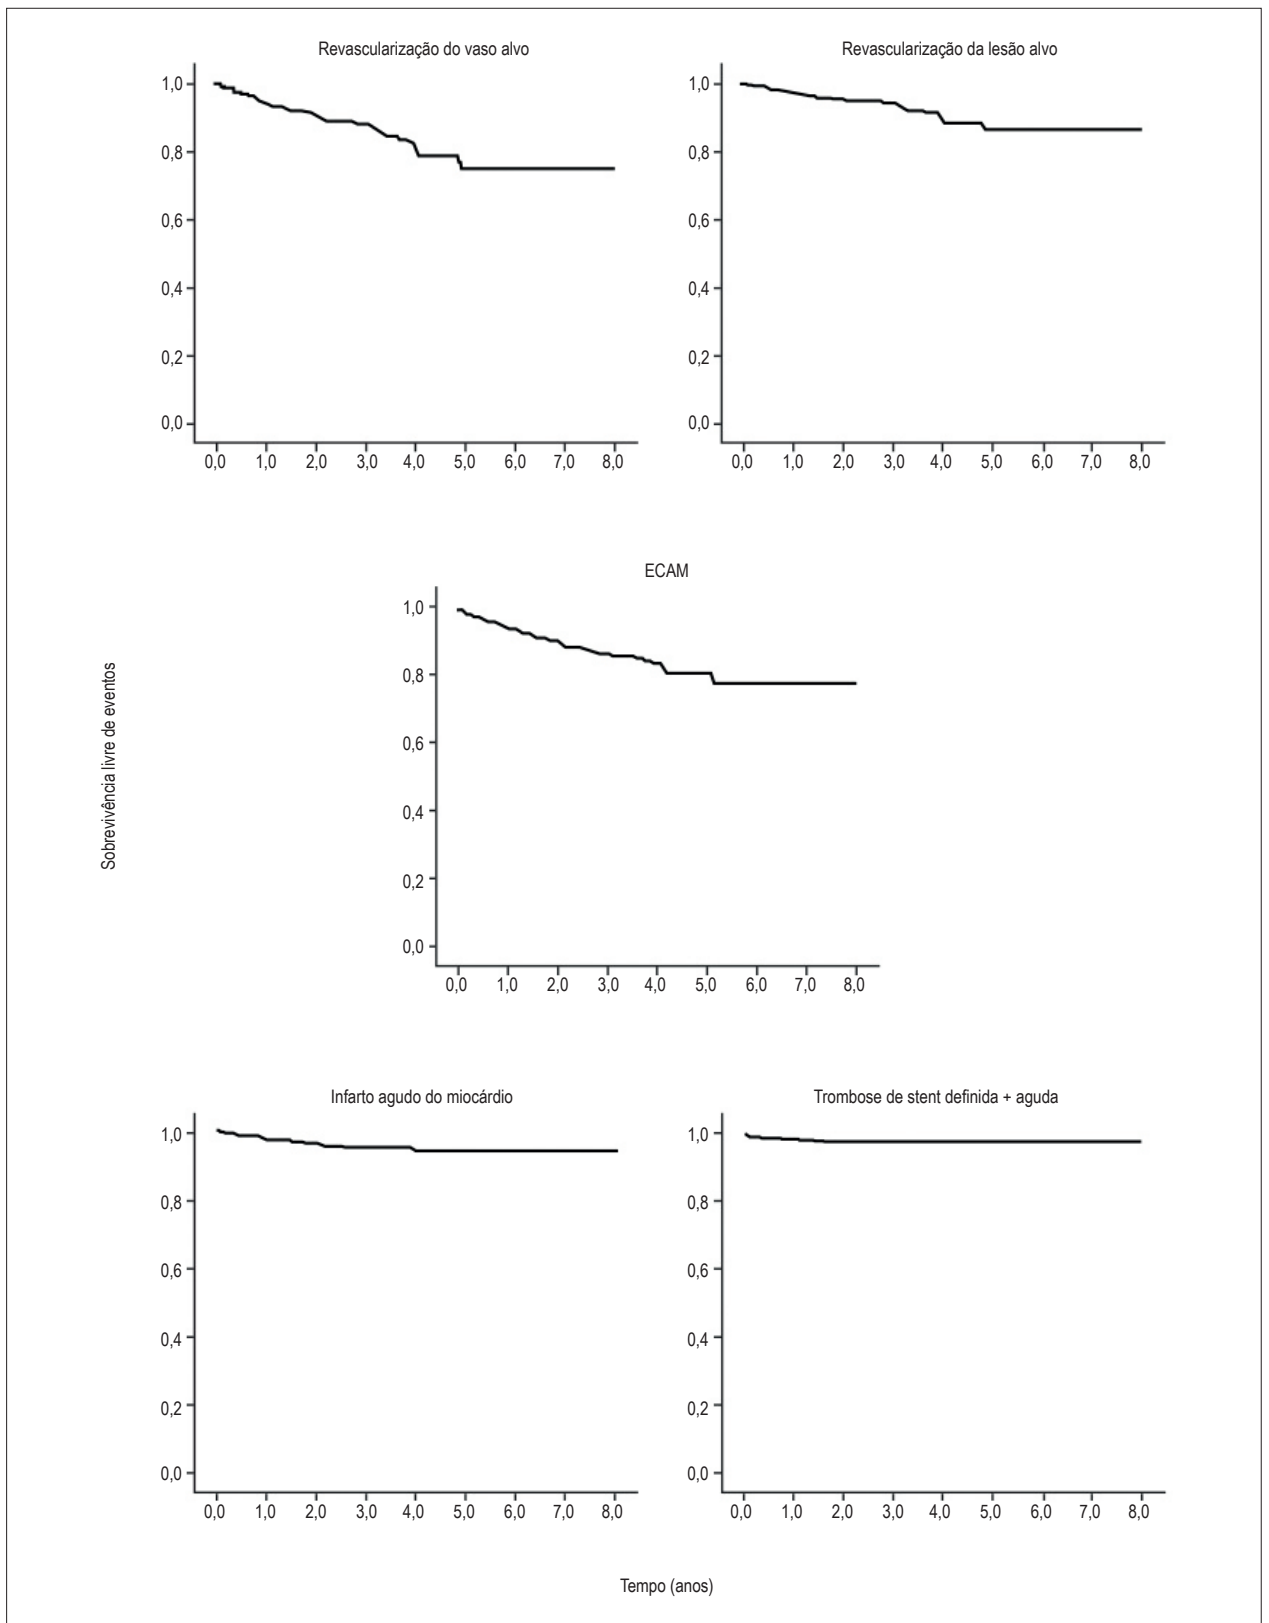 Revascularização do vaso alvo
1,0
0,8
0,6
0,4
0,2
0,0
0,0 1,0 2,0 3,0 4,0 5,0 6,0 7,0 8,0
Revascularização da lesão alvo
1,0
0,8
0,6
0,4
0,2
0,0
0,0 1,0 2,0 3,0 4,0 5,0 6,0 7,0 8,0
Sobrevivência livre de eventos
ECAM
1,0
0,8
0,6
0,4
0,2
0,0
0,0 1,0 2,0 3,0 4,0 5,0 6,0 7,0 8,0
Infarto agudo do miocárdio
1,0
0,8
0,6
0,4
0,2
0,0
0,0 1,0 2,0 3,0 4,0 5,0 6,0 7,0 8,0
Trombose de stent definida + aguda
1,0
0,8
0,6
0,4
0,2
0,0
0,0 1,0 2,0 3,0 4,0 5,0 6,0 7,0 8,0
Tempo (anos)